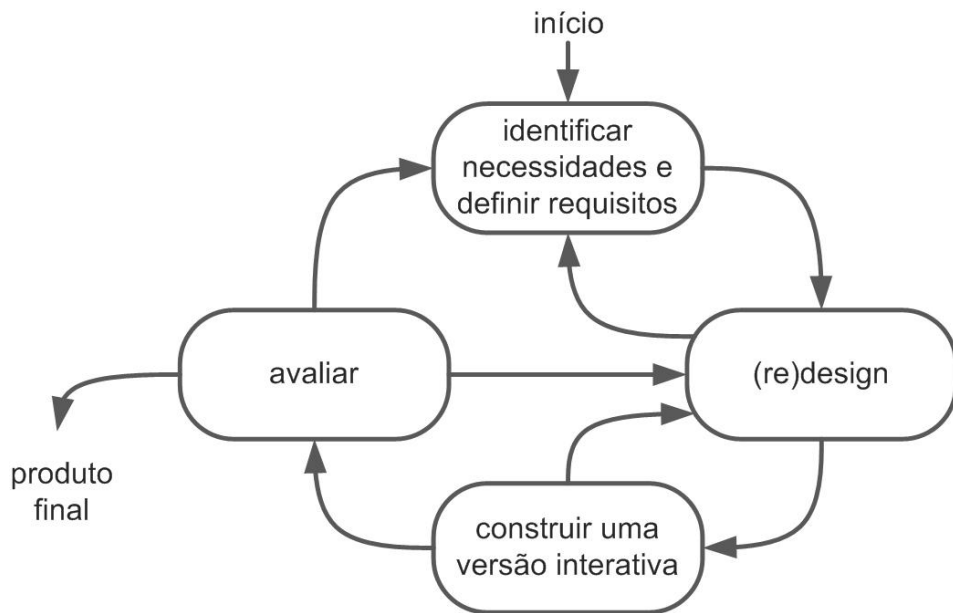 início
identificar
necessidades e
definir requisitos
avaliar
(re)design
produto
final
construir uma
versão interativa